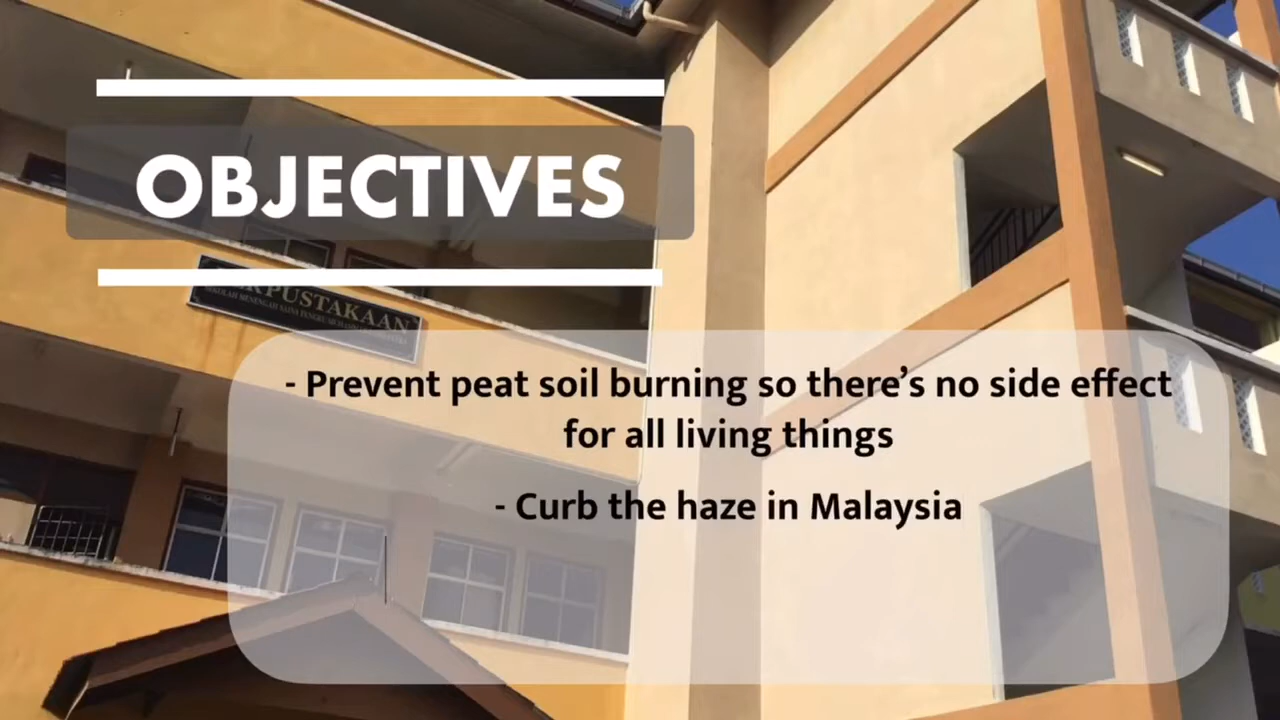 OBJECTIVES
PUSTAKAAN
- Prevent peat soil burning so there’s no side effect
for all living things
- Curb the haze in Malaysia